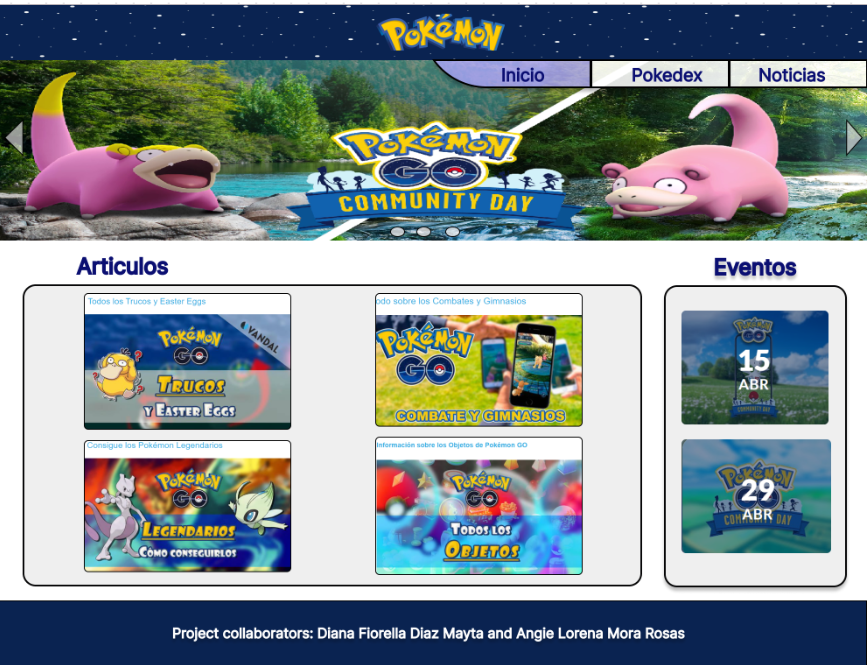 POKÉMON
Inicio
Pokedex
Noticias
POKÉMON
GO
COMMUNITY DAY
Articulos
Eventos
Todos los Trucos y Easter Eggs
POKÉMON
GO
VANDAL
TRUCOS
Y EASTER EGGS
odo sobre los Combates y Gimnasios
POKÉMON
GO
COMBATE Y GIMNASIOS
Consigue los Pokémon Legendarios
POKÉMON
GO
LEGENDARIOS
CÓMO CONSEGUIRLOS
Información sobre los Objetos de Pokémon GO
POKÉMON
GO
TODOS LOS
OBJETOS
POKÉMON
GO
15
ABR
COMMUNITY DAY
POKÉMON
29
ABR
COMMUNITY DAY
Project collaborators: Diana Fiorella Diaz Mayta and Angie Lorena Mora Rosas